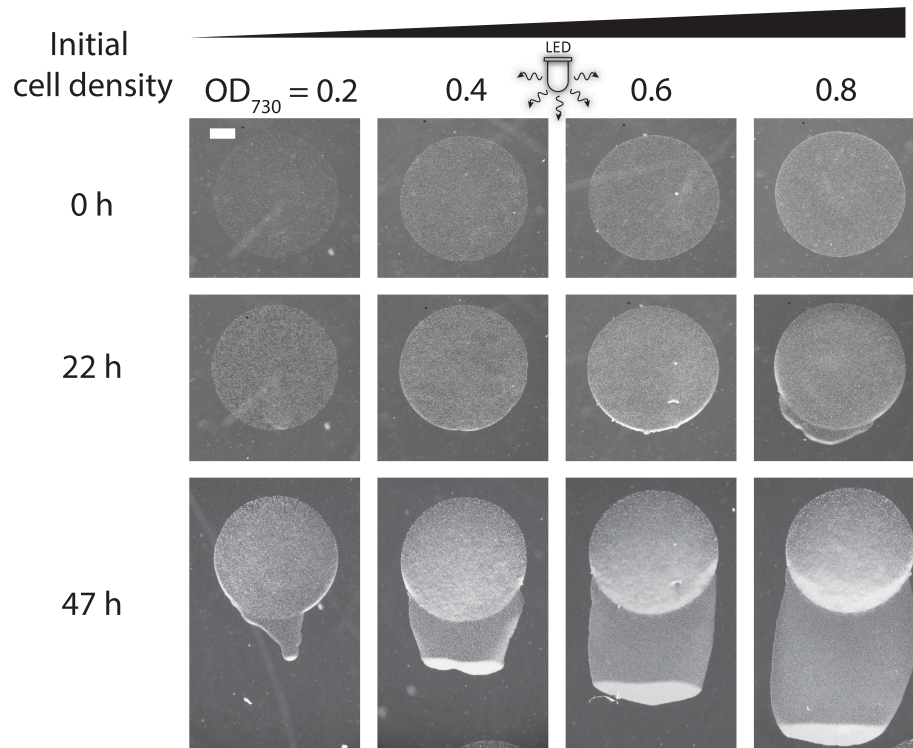 Initial
cell density
LED
OD730 = 0.2
0.4
0.6
0.8
0 h
22 h
47 h